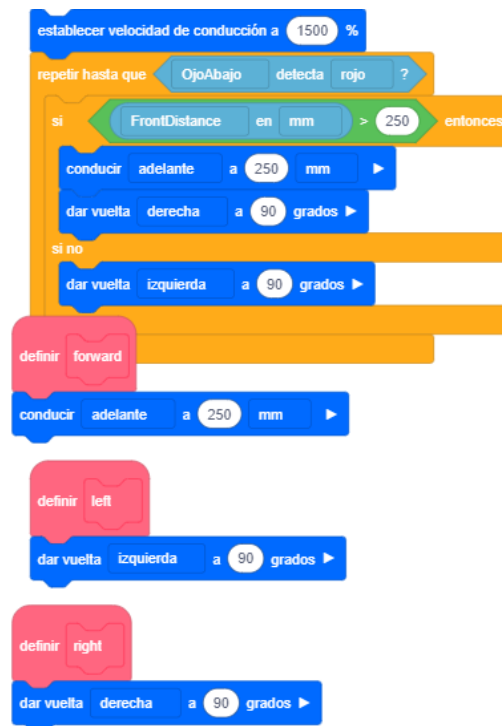 establecer velocidad de conducción a 1500 %
repetir hasta que OjoAbajo detecta rojo ?
si FrontDistance en mm > 250 entonces
conducir adelante a 250 mm
dar vuelta derecha a 90 grados
si no
dar vuelta izquierda a 90 grados
definir forward
conducir adelante a 250 mm
definir left
dar vuelta izquierda a 90 grados
definir right
dar vuelta derecha a 90 grados